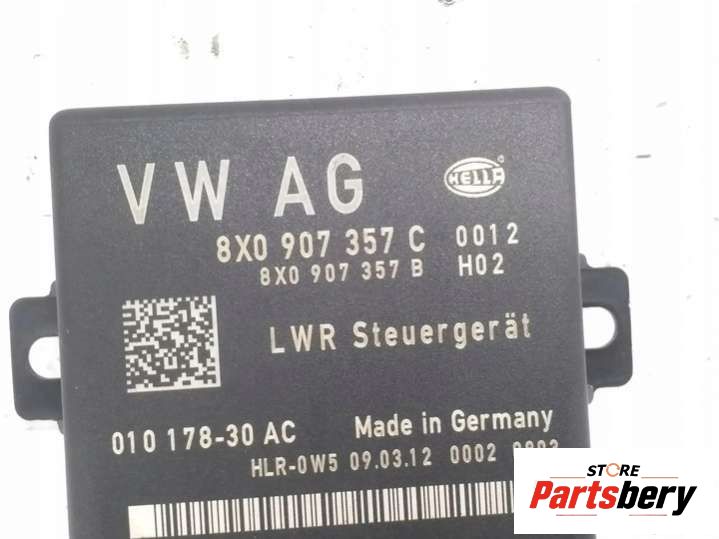 VW AG
HELLA
®
8X0 907 357 C 0012
8X0 907 357 B H02
LWR Steuergerät
010 178-30 AC Made in Germany
HLR-0W5 09.03.12 0002
STORE
Partsbery